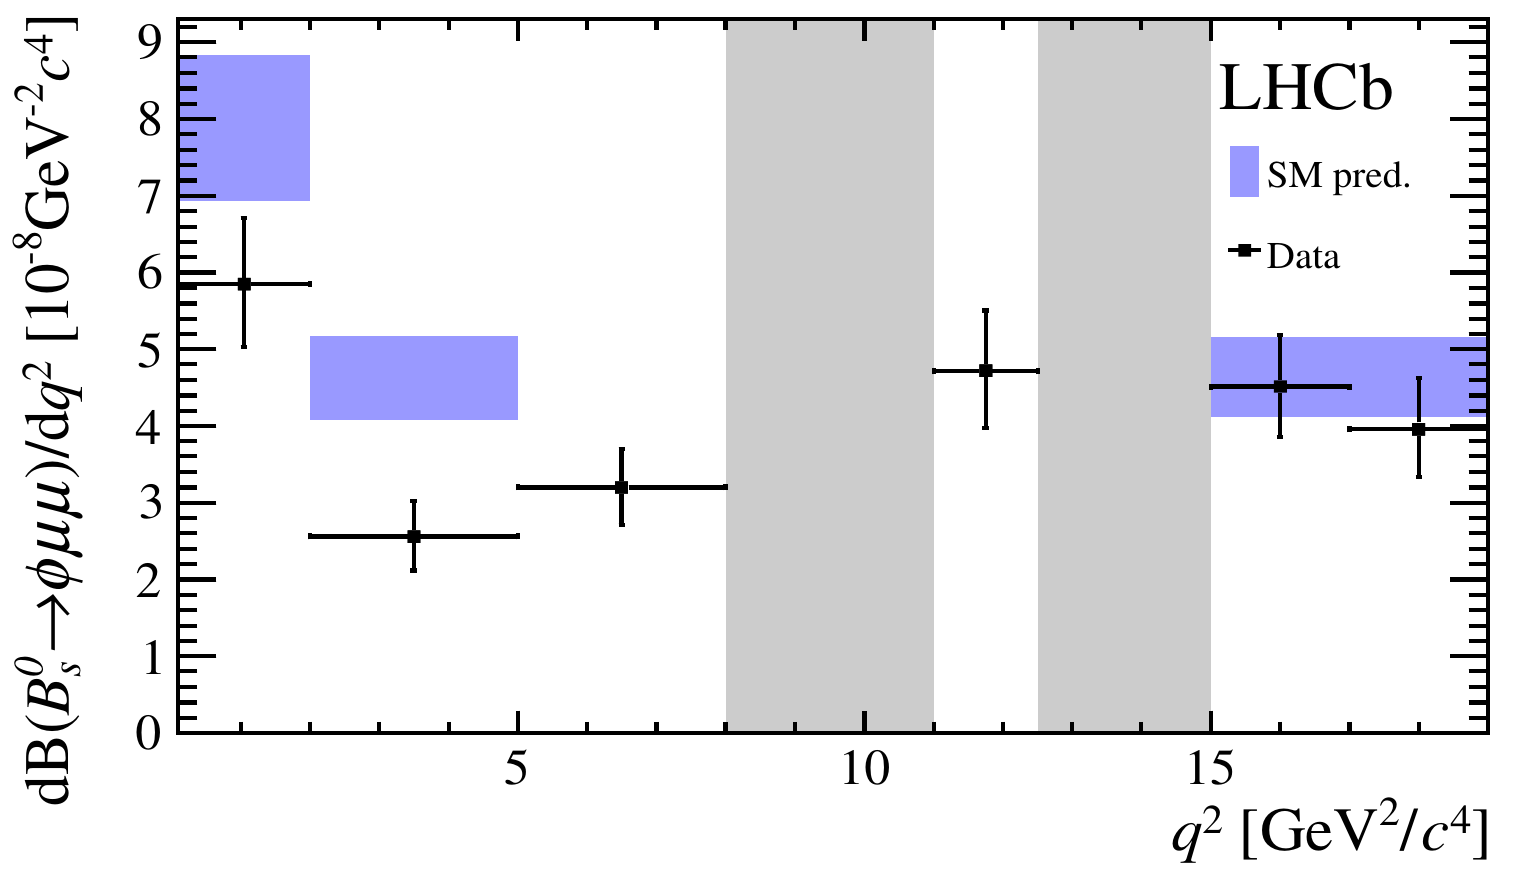 dB(B⁰ₛ→ϕμμ)/dq² [10⁻⁸GeV⁻²c⁴]
9
8
7
6
5
4
3
2
1
0
LHCb
SM pred.
Data
5 10 15
q² [GeV²/c⁴]